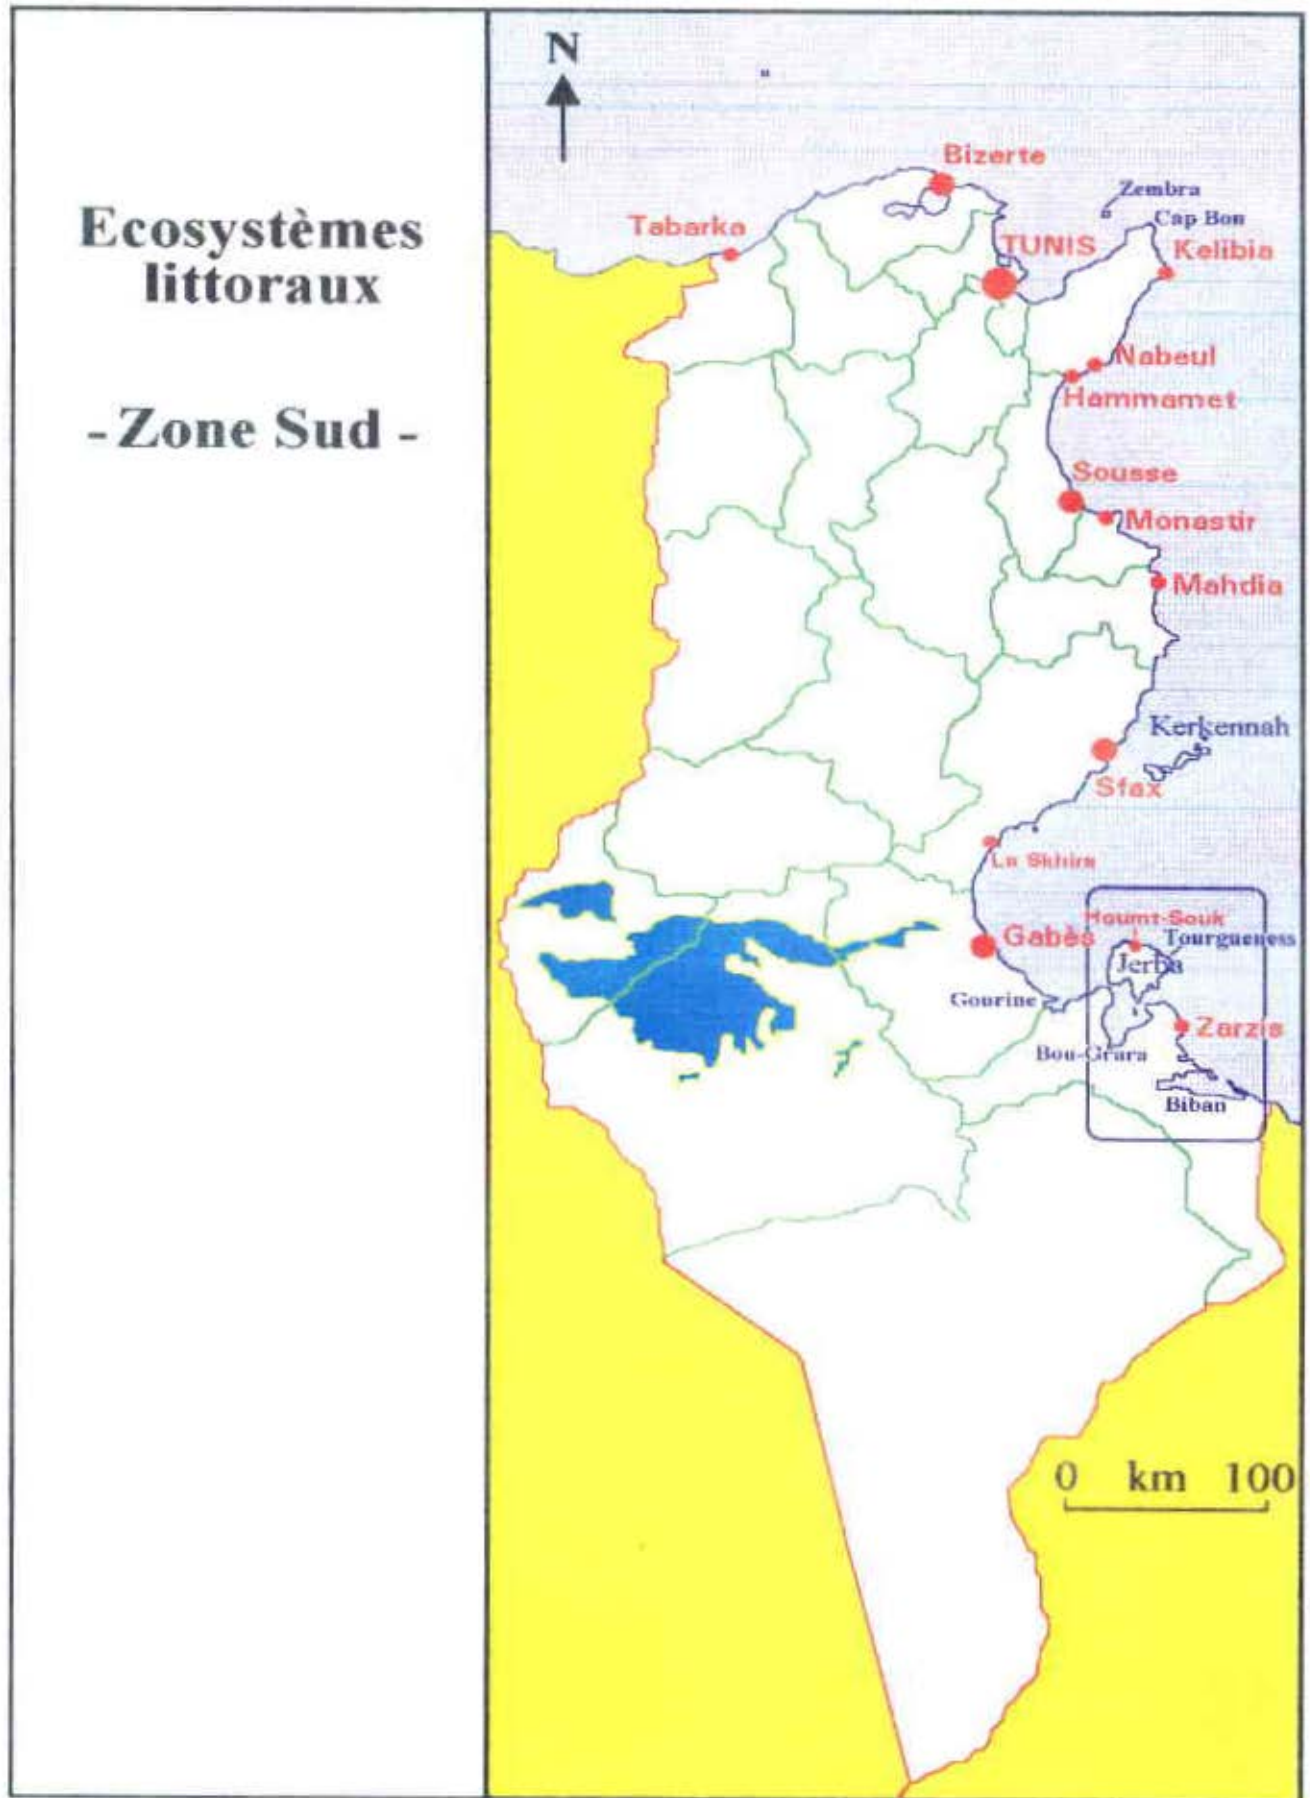 Ecosystèmes
littoraux
- Zone Sud -
N
Bizerte
Zembra
Cap Bon
Tabarka
TUNIS
Kelibia
Nabeul
Hammamet
Sousse
Monastir
Mahdia
Kerkennah
Sfax
La Skhira
Houmt-Souk
Gabès
Tourgueness
Jerba
Gourine
Zarzis
Bou-Grara
Biban
0 km 100